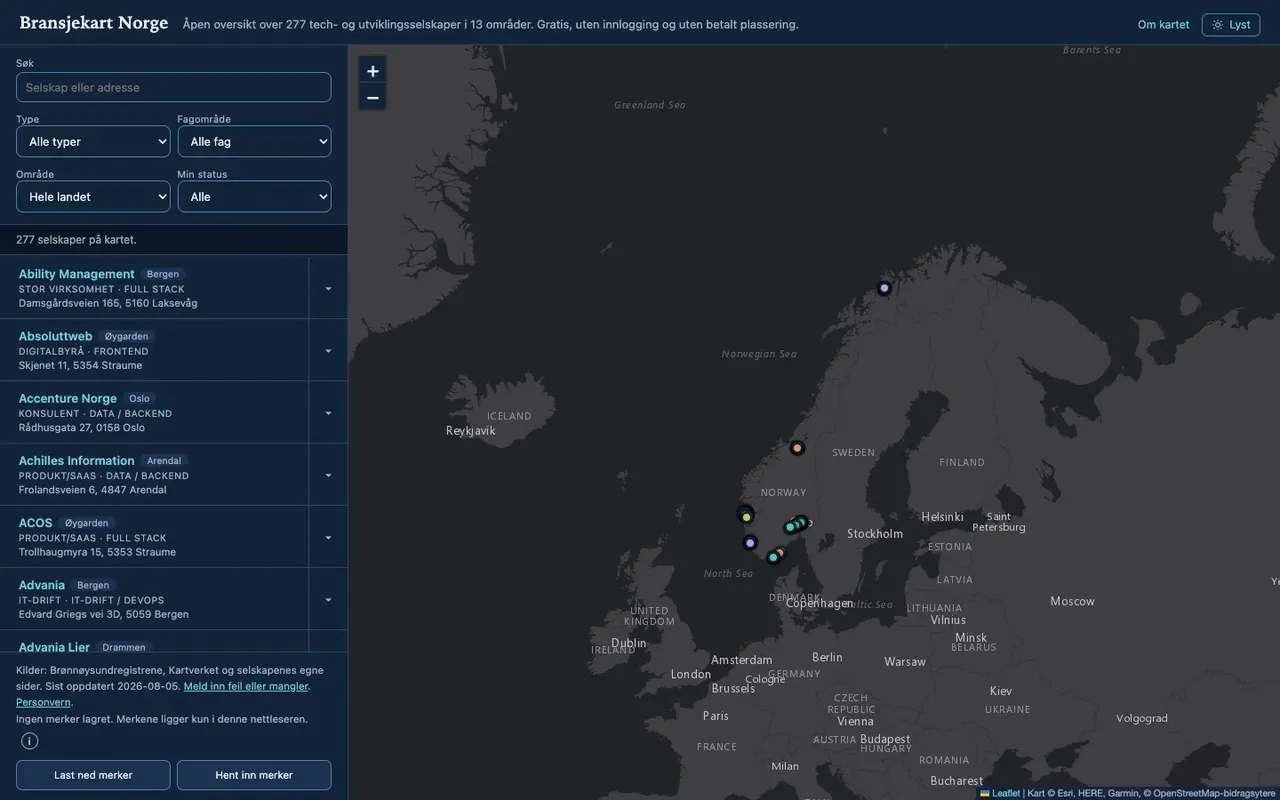 Bransjekart Norge
Åpen oversikt over 277 tech- og utviklingsselskaper i 13 områder. Gratis, uten innlogging og uten betalt plassering.
Om kartet
Lyst
Søk
Selskap eller adresse
Type
Fagområde
Alle typer
Alle fag
Område
Min status
Hele landet
Alle
277 selskaper på kartet.
Ability Management Bergen
STOR VIRKSOMHET · FULL STACK
Damsgårdsveien 165, 5160 Laksevåg
Absoluttweb Øygarden
DIGITALBYRÅ · FRONTEND
Skjenet 11, 5354 Straume
Accenture Norge Oslo
KONSULENT · DATA / BACKEND
Rådhusgata 27, 0158 Oslo
Achilles Information Arendal
PRODUKT/SAAS · DATA / BACKEND
Frolandsveien 6, 4847 Arendal
ACOS Øygarden
PRODUKT/SAAS · FULL STACK
Trollhaugmyra 15, 5353 Straume
Advania Bergen
IT-DRIFT · IT-DRIFT / DEVOPS
Edvard Griegs vei 3D, 5059 Bergen
Advania Lier Drammen
Kilder: Brønnøysundregistrene, Kartverket og selskapenes egne
sider. Sist oppdatert 2026-08-05. Meld inn feil eller mangler.
Personvern.
Ingen merker lagret. Merkene ligger kun i denne nettleseren.
i
Last ned merker
Hent inn merker
+
−
Barents Sea
Greenland Sea
Norwegian Sea
ICELAND
Reykjavik
SWEDEN
FINLAND
NORWAY
Helsinki
Saint
Petersburg
Stockholm
ESTONIA
North Sea
LATVIA
DENMARK
Copenhagen
Baltic Sea
LITHUANIA
Moscow
UNITED
KINGDOM
Vilnius
Dublin
IRELAND
Minsk
BELARUS
Amsterdam
Berlin
Warsaw
London
Cologne
GERMANY
Brussels
Kiev
CZECH
REPUBLIC
UKRAINE
Paris
Vienna
Volgograd
AUSTRIA
Budapest
HUNGARY
FRANCE
ROMANIA
Milan
Bucharest
Leaflet | Kart © Esri, HERE, Garmin, © OpenStreetMap-bidragsytere